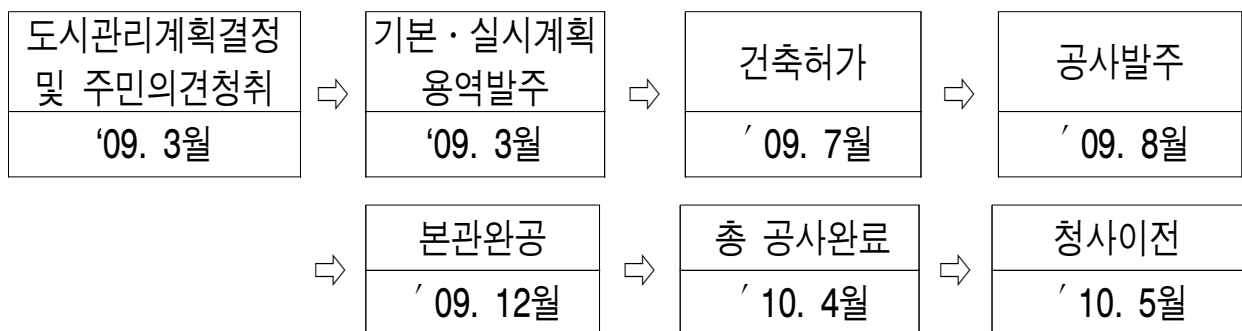 도시관리계획결정
및 주민의견청취
‘09. 3월
⇨
기본·실시계획
용역발주
‘09. 3월
⇨
건축허가
′09. 7월
⇨
공사발주
′09. 8월
⇨
본관완공
′09. 12월
⇨
총 공사완료
′10. 4월
⇨
청사이전
′10. 5월